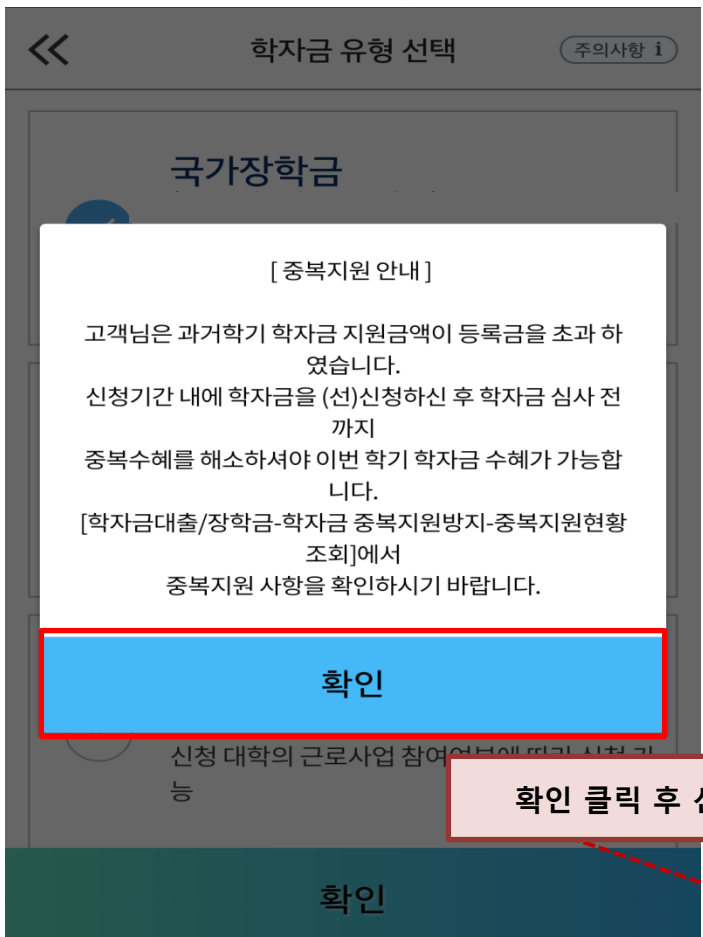 학자금 유형 선택
주의사항 i
국가장학금
[ 중복지원 안내 ]
고객님은 과거학기 학자금 지원금액이 등록금을 초과 하
였습니다.
신청기간 내에 학자금을 (선)신청하신 후 학자금 심사 전
까지
중복수혜를 해소하셔야 이번 학기 학자금 수혜가 가능합
니다.
[학자금대출/장학금-학자금 중복지원방지-중복지원현황
조회]에서
중복지원 사항을 확인하시기 바랍니다.
확인
신청 대학의 근로사업 참여여부에 따라 신청 가
능
확인 클릭 후
확인